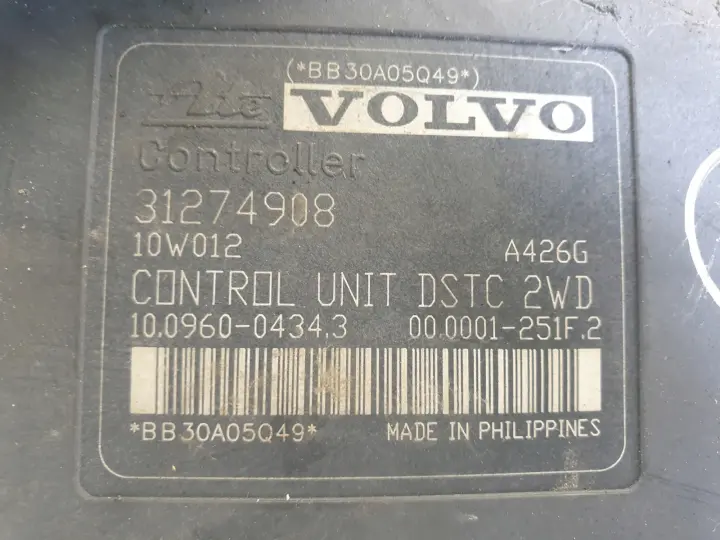 (*BB30A05Q49*)
Ate VOLVO
Controller
31274908
10W012 A426G
CONTROL UNIT DSTC 2WD
10.0960-0434.3 00.0001-251F.2
*BB30A05Q49* MADE IN PHILIPPINES